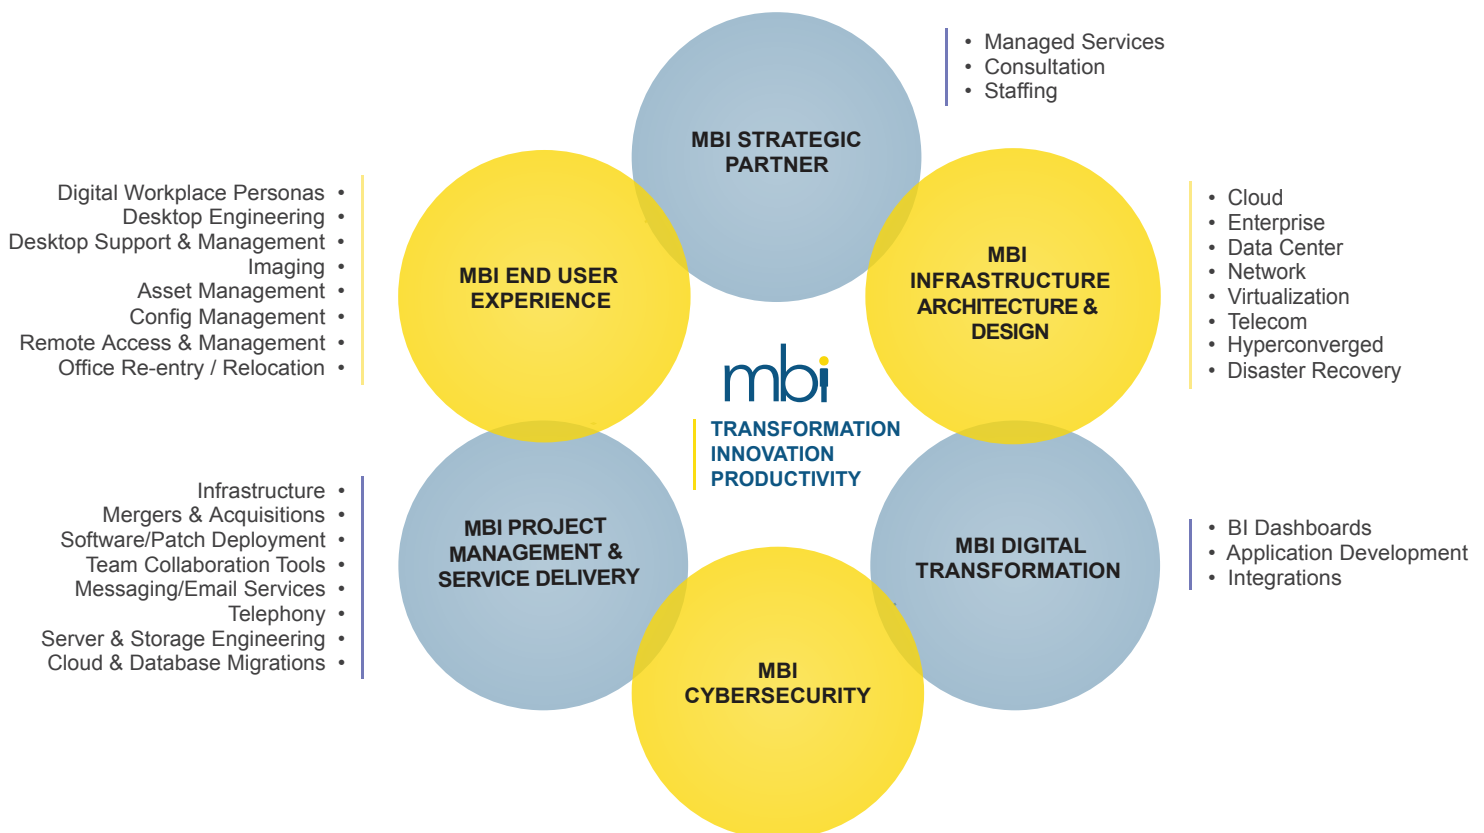 • Managed Services
• Consultation
• Staffing
MBI STRATEGIC
PARTNER
Digital Workplace Personas •
Desktop Engineering •
Desktop Support & Management •
Imaging •
Asset Management •
Config Management •
Remote Access & Management •
Office Re-entry / Relocation •
MBI END USER
EXPERIENCE
MBI
INFRASTRUCTURE
ARCHITECTURE &
DESIGN
• Cloud
• Enterprise
• Data Center
• Network
• Virtualization
• Telecom
• Hyperconverged
• Disaster Recovery
mbi
TRANSFORMATION
INNOVATION
PRODUCTIVITY
Infrastructure •
Mergers & Acquisitions •
Software/Patch Deployment •
Team Collaboration Tools •
Messaging/Email Services •
Telephony •
Server & Storage Engineering •
Cloud & Database Migrations •
MBI PROJECT
MANAGEMENT &
SERVICE DELIVERY
MBI DIGITAL
TRANSFORMATION
• BI Dashboards
• Application Development
• Integrations
MBI
CYBERSECURITY